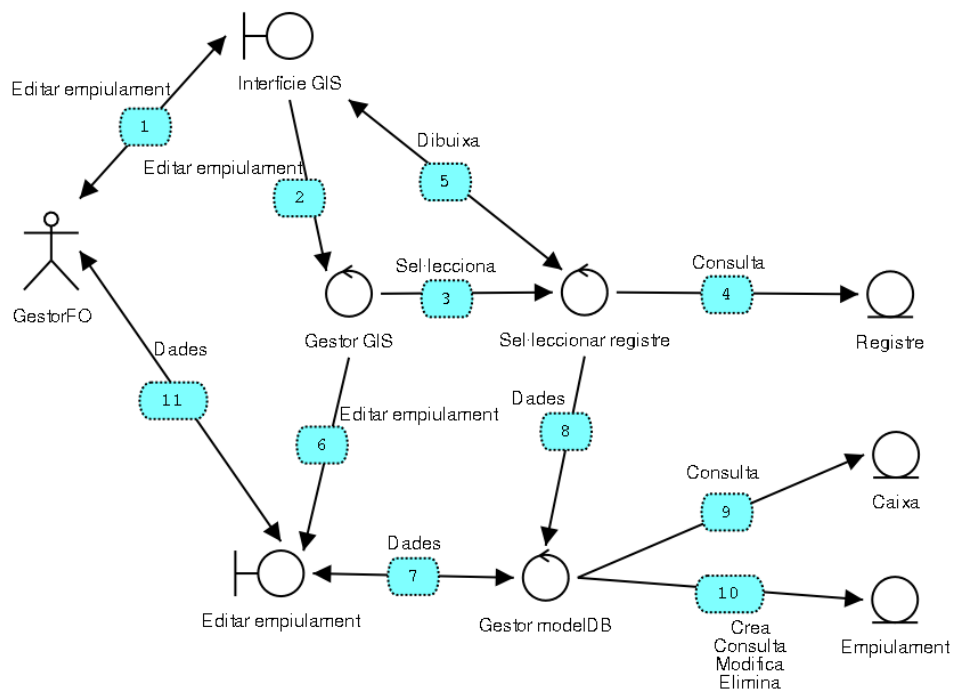 Interfície GIS
Editar empiulament
1
Dibuixa
Editar empiulament
5
2
Sel·lecciona
Consulta
3
4
GestorFO
Gestor GIS
Sel·leccionar registre
Registre
Dades
Dades
11
Editar empiulament
8
6
Consulta
9
Caixa
Dades
7
10
Editar empiulament
Gestor modelDB
Crea
Consulta
Modifica
Elimina
Empiulament